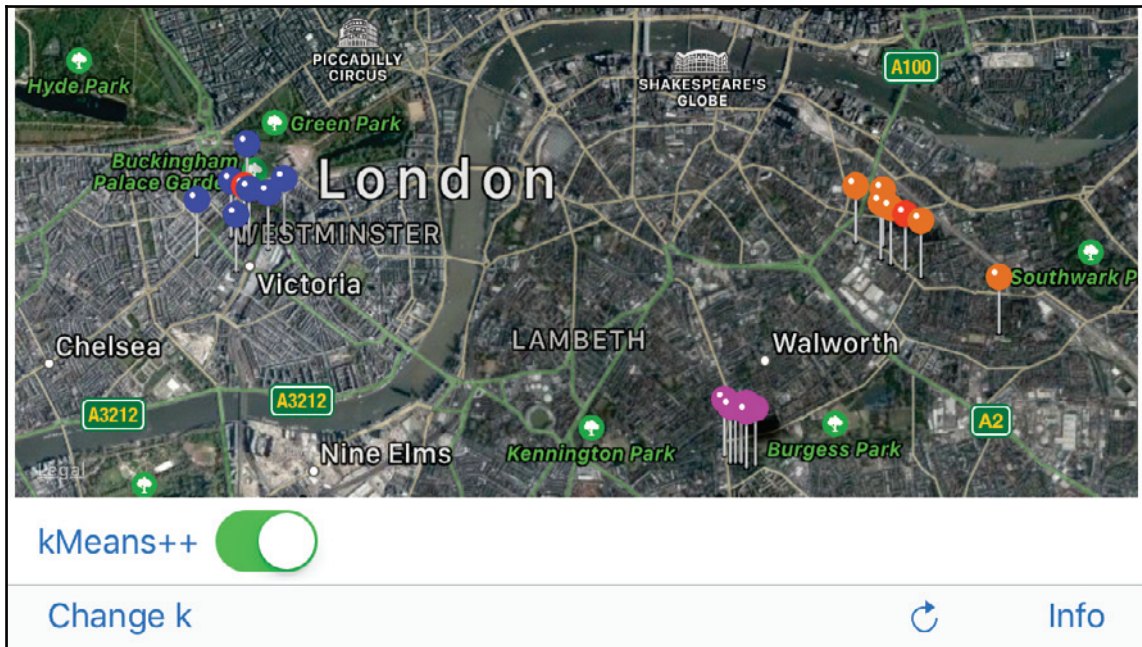 PICCADILLY
CIRCUS
Hyde Park
SHAKESPEARE'S
GLOBE
A100
Green Park
Buckingham
Palace Garde
London
WESTMINSTER
Victoria
Southwark P
Chelsea
LAMBETH
Walworth
A3212
A3212
A2
Nine Elms
Kennington Park
Burgess Park
Legal
kMeans++
Change k
Info